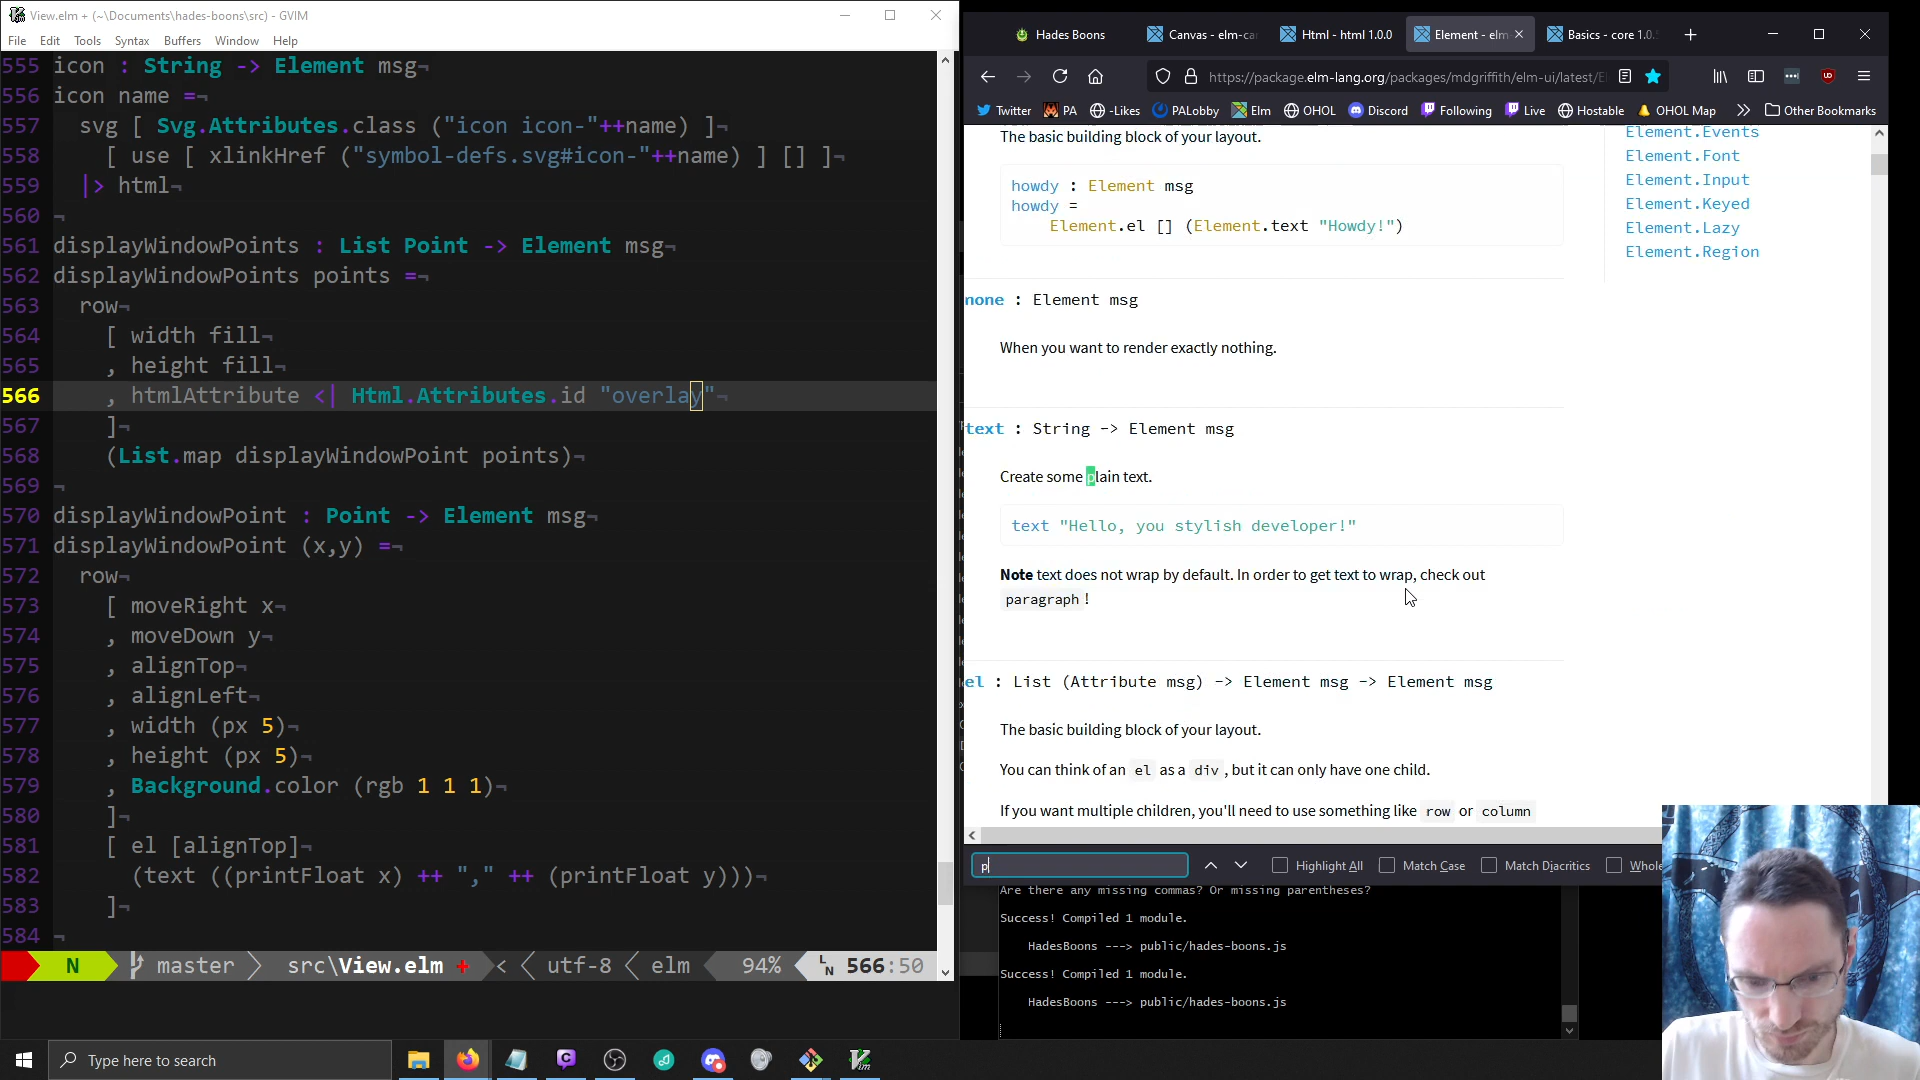 View.elm + (~\Documents\hades-boons\src) - GVIM
File Edit Tools Syntax Buffers Window Help
555 icon : String -> Element msg¬
556 icon name =¬
557 svg [ Svg.Attributes.class ("icon icon-"++name) ]¬
558 [ use [ xlinkHref ("symbol-defs.svg#icon-"++name) ] [] ]¬
559 |> html¬
560 ¬
561 displayWindowPoints : List Point -> Element msg¬
562 displayWindowPoints points =¬
563 row¬
564 [ width fill¬
565 , height fill¬
566 , htmlAttribute <| Html.Attributes.id "overlay"¬
567 ]¬
568 (List.map displayWindowPoint points)¬
569 ¬
570 displayWindowPoint : Point -> Element msg¬
571 displayWindowPoint (x,y) =¬
572 row¬
573 [ moveRight x¬
574 , moveDown y¬
575 , alignTop¬
576 , alignLeft¬
577 , width (px 5)¬
578 , height (px 5)¬
579 , Background.color (rgb 1 1 1)¬
580 ]¬
581 [ el [alignTop]¬
582 (text ((printFloat x) ++ "," ++ (printFloat y)))¬
583 ]¬
584 ¬
N master src\View.elm + < utf-8 elm 94% LN 566:50
Hades Boons Canvas - elm-ca Html - html 1.0.0 Element - elm Basics - core 1.0.
https://package.elm-lang.org/packages/mdgriffith/elm-ui/latest/El
Twitter PA -Likes PALobby Elm OHOL Discord Following Live Hostable OHOL Map Other Bookmarks
The basic building block of your layout.
howdy : Element msg
howdy =
Element.el [] (Element.text "Howdy!")
none : Element msg
When you want to render exactly nothing.
text : String -> Element msg
Create some plain text.
text "Hello, you stylish developer!"
Note text does not wrap by default. In order to get text to wrap, check out
paragraph !
el : List (Attribute msg) -> Element msg -> Element msg
The basic building block of your layout.
You can think of an el as a div , but it can only have one child.
If you want multiple children, you'll need to use something like row or column
Element.Events
Element.Font
Element.Input
Element.Keyed
Element.Lazy
Element.Region
p Highlight All Match Case Match Diacritics Whole
Are there any missing commas? Or missing parentheses?
Success! Compiled 1 module.
HadesBoons ---> public/hades-boons.js
Success! Compiled 1 module.
HadesBoons ---> public/hades-boons.js
Type here to search